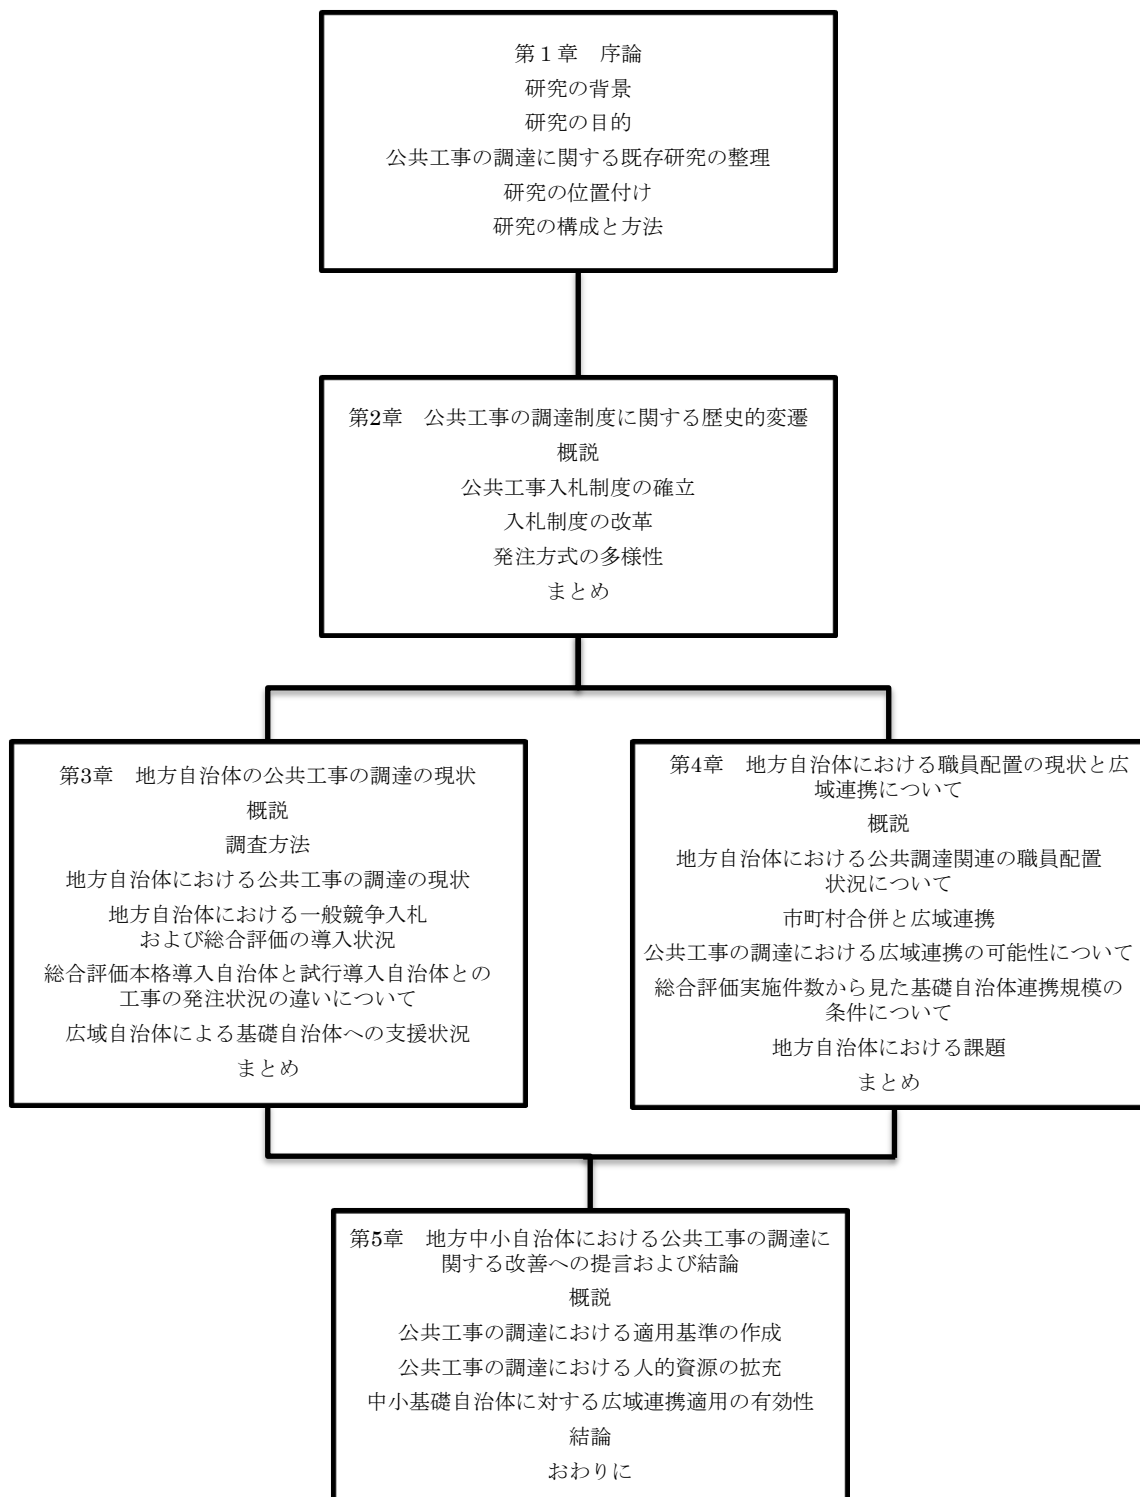 第１章　序論
研究の背景
研究の目的
公共工事の調達に関する既存研究の整理
研究の位置付け
研究の構成と方法
第2章　公共工事の調達制度に関する歴史的変遷
概説
公共工事入札制度の確立
入札制度の改革
発注方式の多様性
まとめ
第3章　地方自治体の公共工事の調達の現状
概説
調査方法
地方自治体における公共工事の調達の現状
地方自治体における一般競争入札
および総合評価の導入状況
総合評価本格導入自治体と試行導入自治体との
工事の発注状況の違いについて
広域自治体による基礎自治体への支援状況
まとめ
第4章　地方自治体における職員配置の現状と広
域連携について
概説
地方自治体における公共調達関連の職員配置
状況について
市町村合併と広域連携
公共工事の調達における広域連携の可能性について
総合評価実施件数から見た基礎自治体連携規模の
条件について
地方自治体における課題
まとめ
第5章　地方中小自治体における公共工事の調達に
関する改善への提言および結論
概説
公共工事の調達における適用基準の作成
公共工事の調達における人的資源の拡充
中小基礎自治体に対する広域連携適用の有効性
結論
おわりに